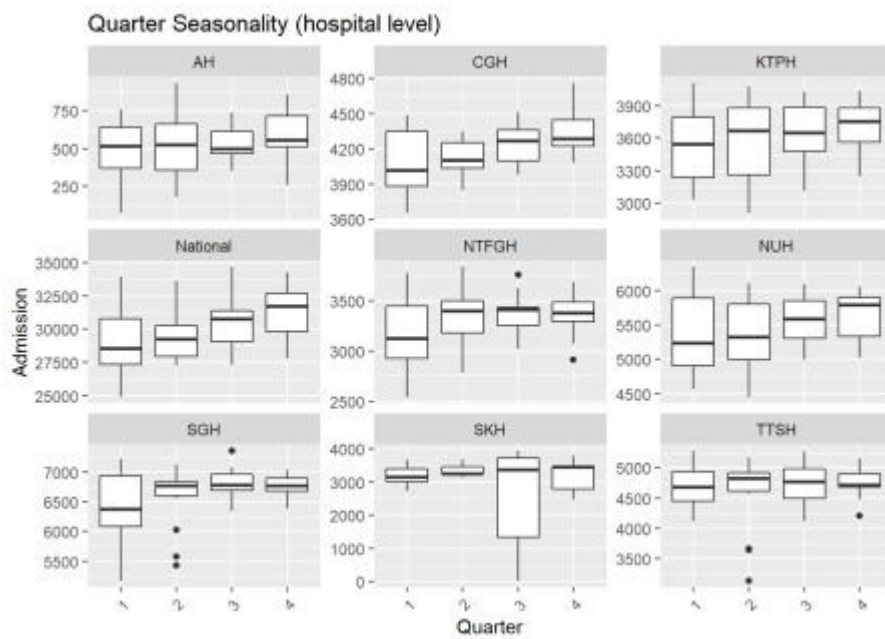 Quarter Seasonality (hospital level)
AH CGH KTPH
750 500 250
4800 4500 4200 3900 3600
3900 3600 3300 3000
National NTFGH NUH
35000 32500 30000 27500 25000
3500 3000 2500
6000 5500 5000 4500
SGH SKH TTSH
7000 6500 6000 5500
4000 3000 2000 1000 0
5000 4500 4000 3500
1 2 3 4 1 2 3 4 1 2 3 4
Admission
Quarter